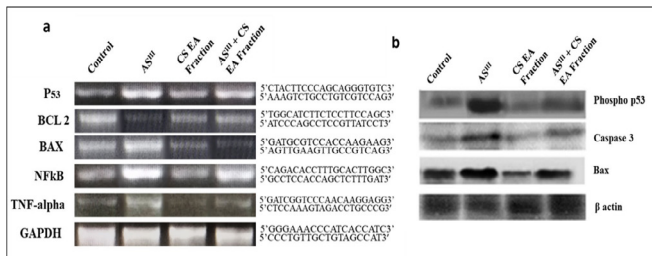 a
Control
AS^III
CS EA
Fraction
AS^III + CS
EA Fraction
P53
5'CTACTTCCCAGCAGGGTGTC3'
5'AAAGTCTGCCTGTCGTCCAG3'
BCL 2
5'TGGCATCTTCTCCTTCCAGC3'
5'ATCCCAGCCTCCGTTATCCT3'
BAX
5'GATGCGTCCACCAAGAAG3'
5'AGTTGAAGTTGCCGTCAG3'
NFkB
5'CAGACACCTTTGCACTTGGC3'
5'GCCTCCACCAGCTCTTTGAT3'
TNF-alpha
5'GATCGGTCCCAACAAGGAGG3'
5'CTCCAAAGTAGACCTGCCCG3'
GAPDH
5'GGGAAACCCATCACCATC3'
5'CCCTGTTGCTGTAGCCAT3'
b
Control
AS^III
CS EA
Fraction
AS^III + CS
EA Fraction
Phospho p53
Caspase 3
Bax
β actin